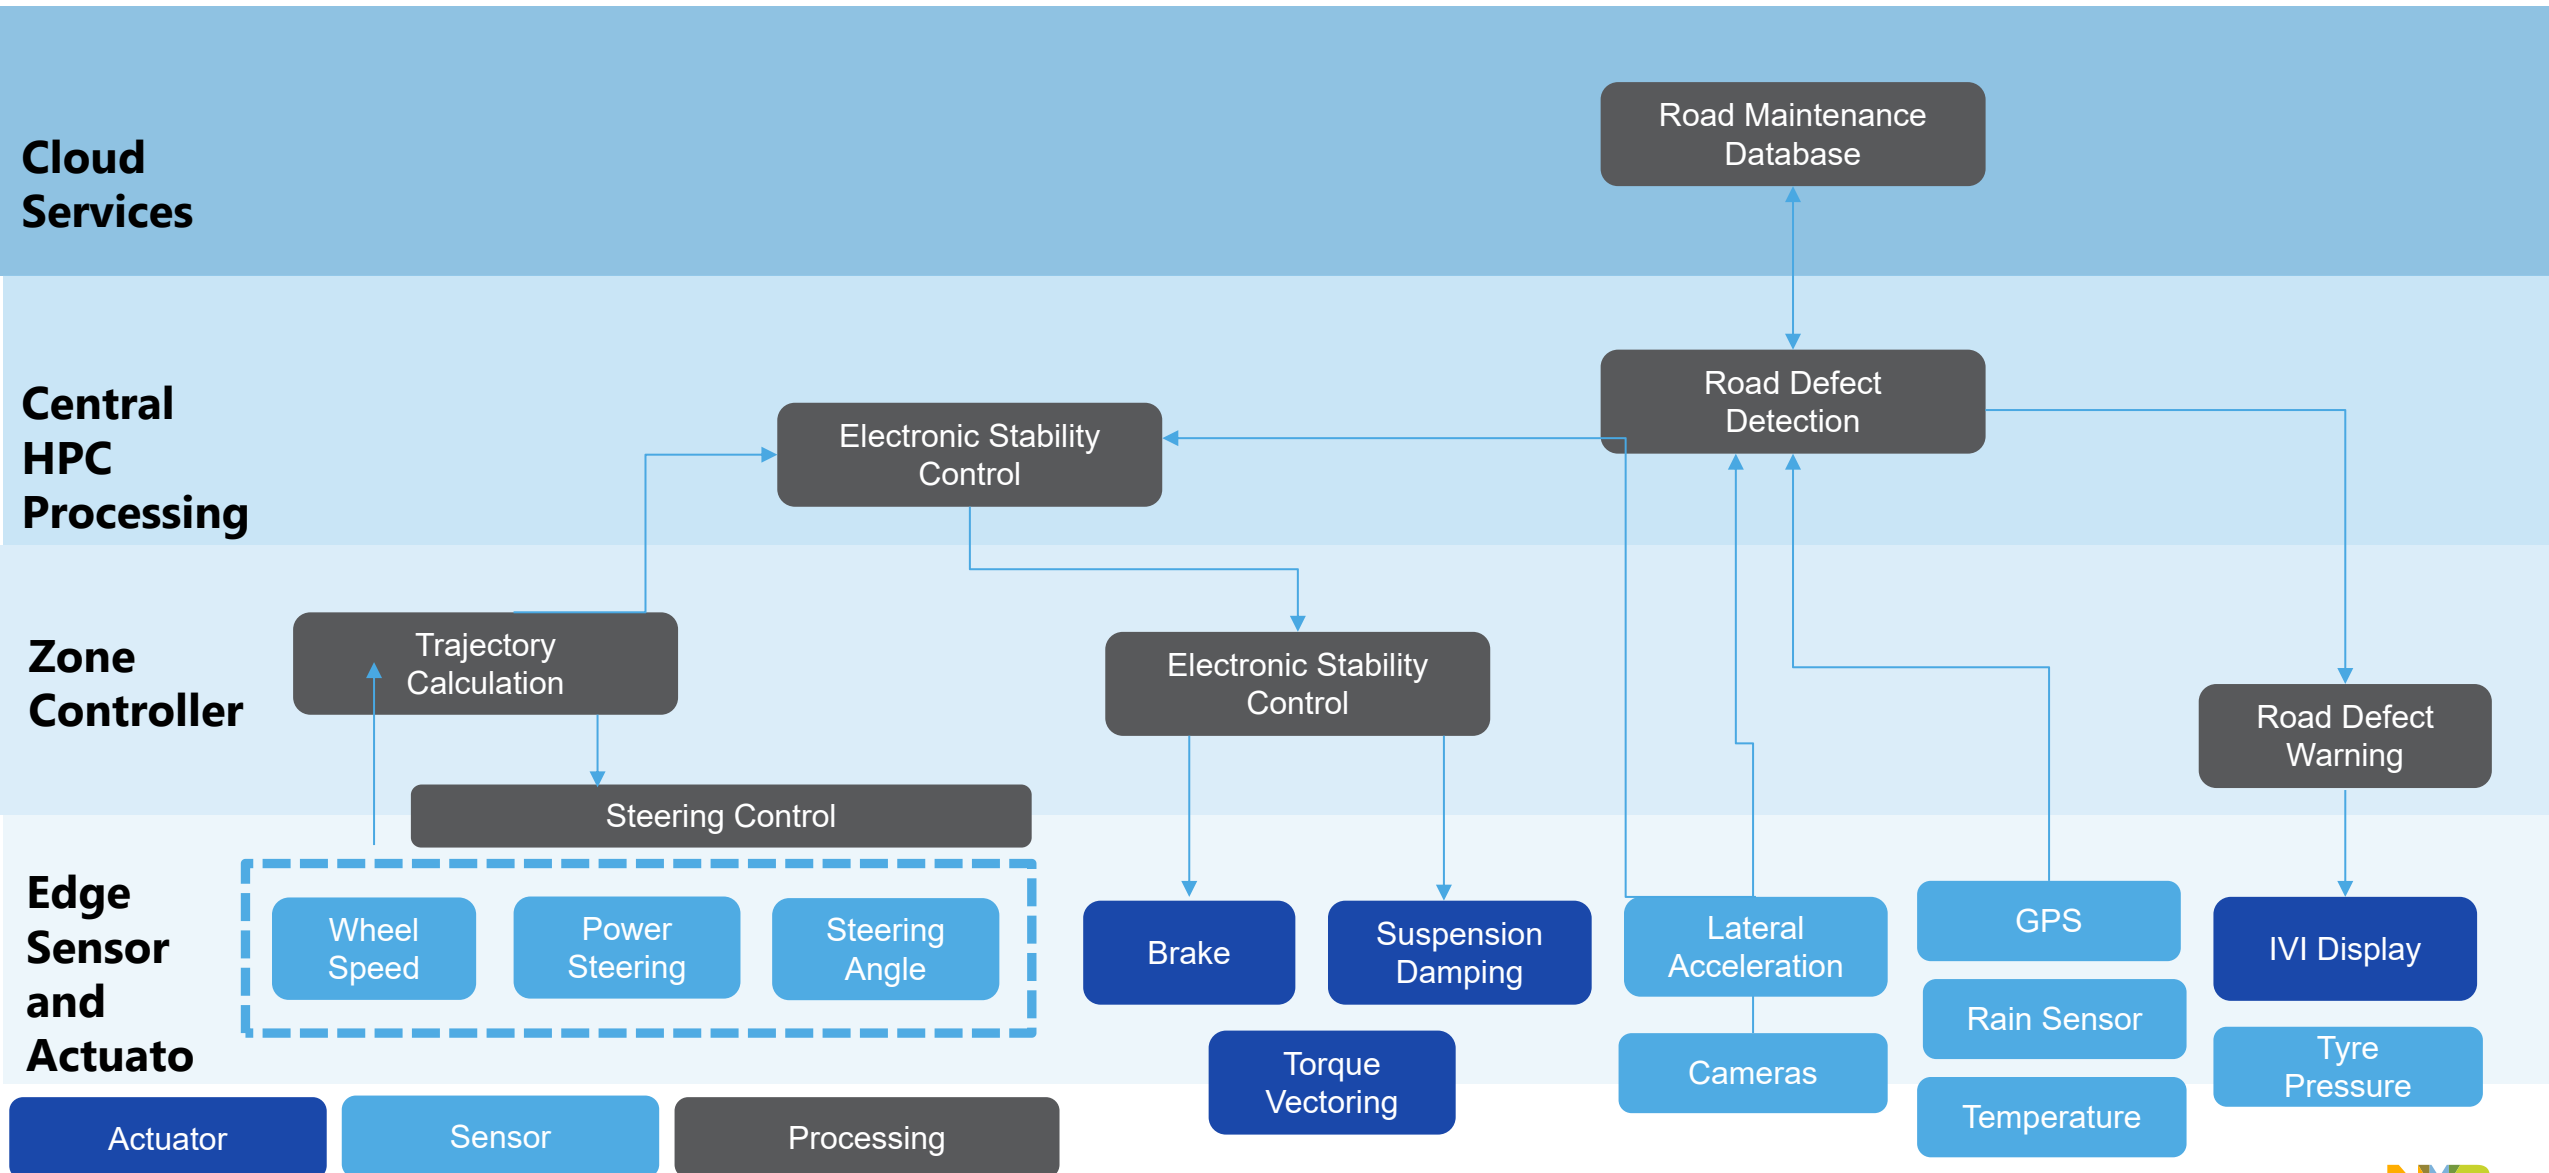 Cloud
Services
Road Maintenance
Database
Central
HPC
Processing
Electronic Stability
Control
Road Defect
Detection
Zone
Controller
Trajectory
Calculation
Electronic Stability
Control
Road Defect
Warning
Steering Control
Edge
Sensor
and
Actuato
Wheel
Speed
Power
Steering
Steering
Angle
Brake
Suspension
Damping
Torque
Vectoring
Lateral
Acceleration
Cameras
GPS
Rain Sensor
Temperature
IVI Display
Tyre
Pressure
Actuator
Sensor
Processing